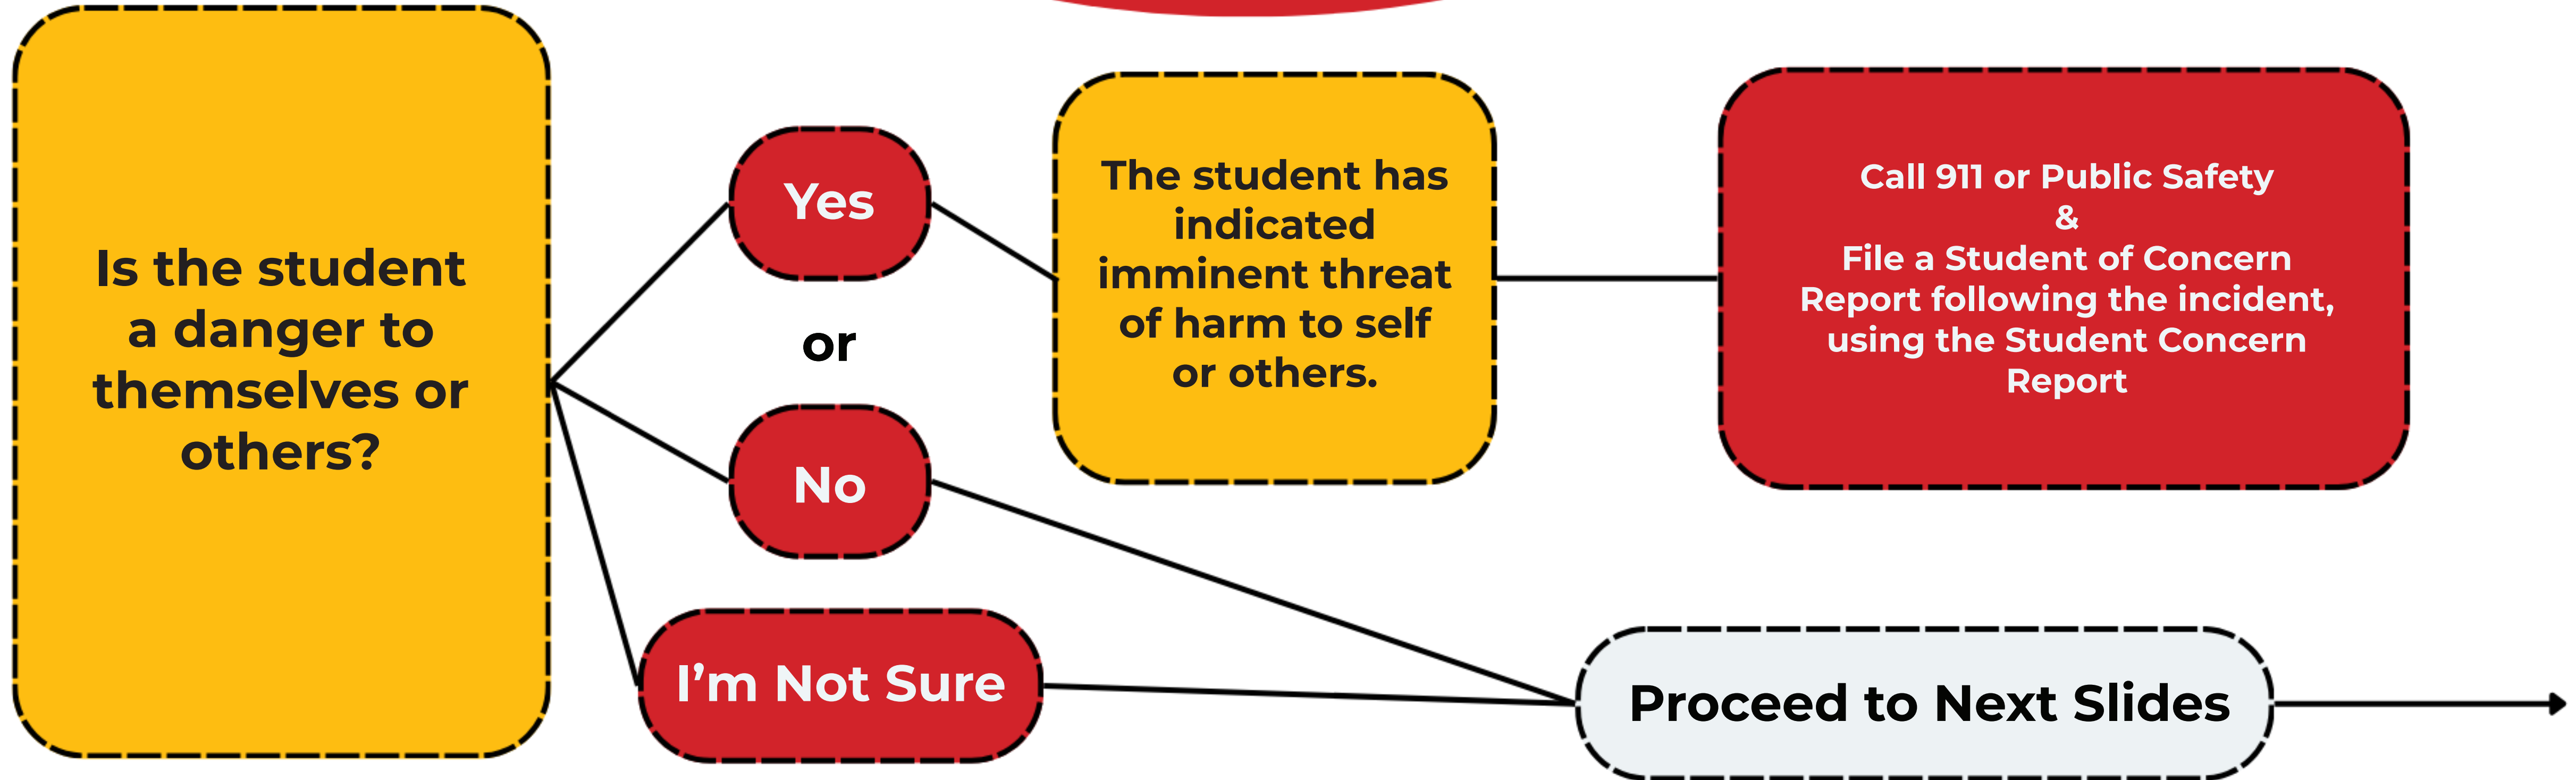 Is the student
a danger to
themselves or
others?
Yes
or
No
I'm Not Sure
The student has
indicated
imminent threat
of harm to self
or others.
Call 911 or Public Safety
&
File a Student of Concern
Report following the incident,
using the Student Concern
Report
Proceed to Next Slides